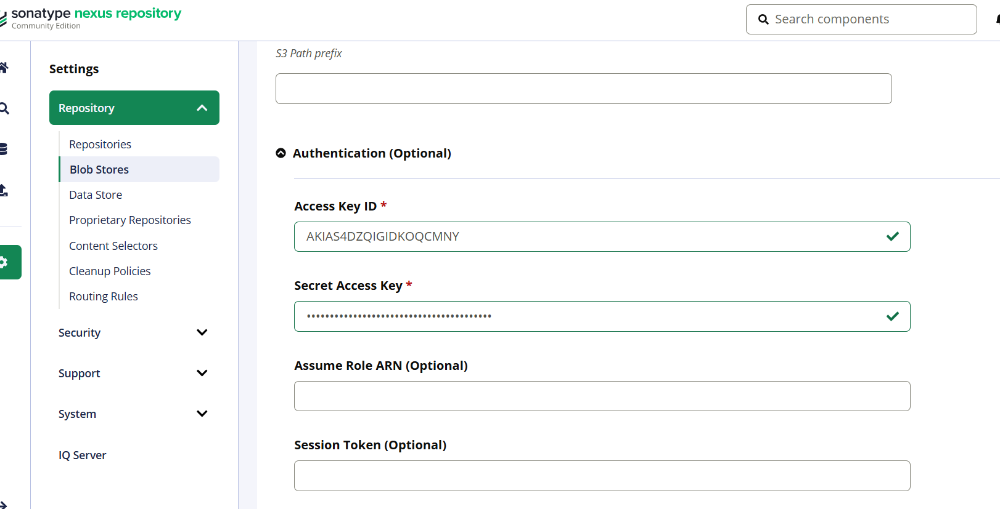 sonatype nexus repository
Community Edition
Search components
Settings
Repository
Repositories
Blob Stores
Data Store
Proprietary Repositories
Content Selectors
Cleanup Policies
Routing Rules
Security
Support
System
IQ Server
S3 Path prefix
Authentication (Optional)
Access Key ID *
AKIAS4DZQIGIDKOQCMNY
Secret Access Key *
••••••••••••••••••••••••••••••••••••••••
Assume Role ARN (Optional)
Session Token (Optional)